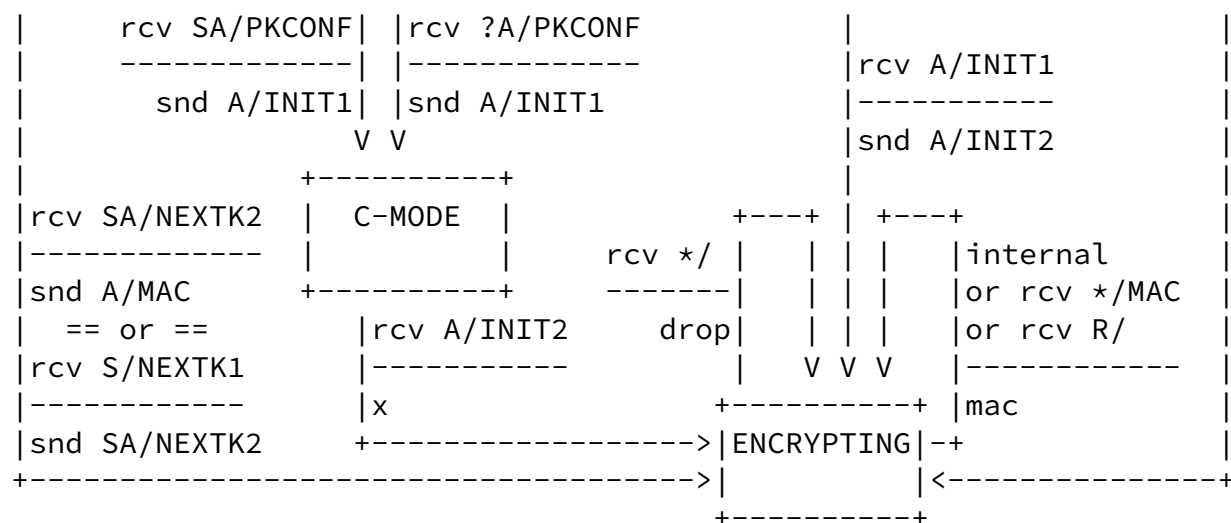 |      rcv SA/PKCONF| |rcv ?A/PKCONF           |                   |
|      -------------| |-------------           |rcv A/INIT1        |
|        snd A/INIT1| |snd A/INIT1             |-----------        |
|                   V V                        |snd A/INIT2        |
|                +----------+                  |                   |
|rcv SA/NEXTK2   |  C-MODE  |            +---+ | +---+             |
|-------------   |          |     rcv */ |   | | |   |internal     |
|snd A/MAC       +----------+     -------|   | | |   |or rcv */MAC |
|  == or ==         |rcv A/INIT2     drop|   | | |   |or rcv R/    |
|rcv S/NEXTK1       |-----------         |   V V V   |------------ |
|------------       |x                  +----------+ |mac          |
|snd SA/NEXTK2      +------------------>|ENCRYPTING|-+             |
+-------------------------------------->|          |<--------------+
                                        +----------+